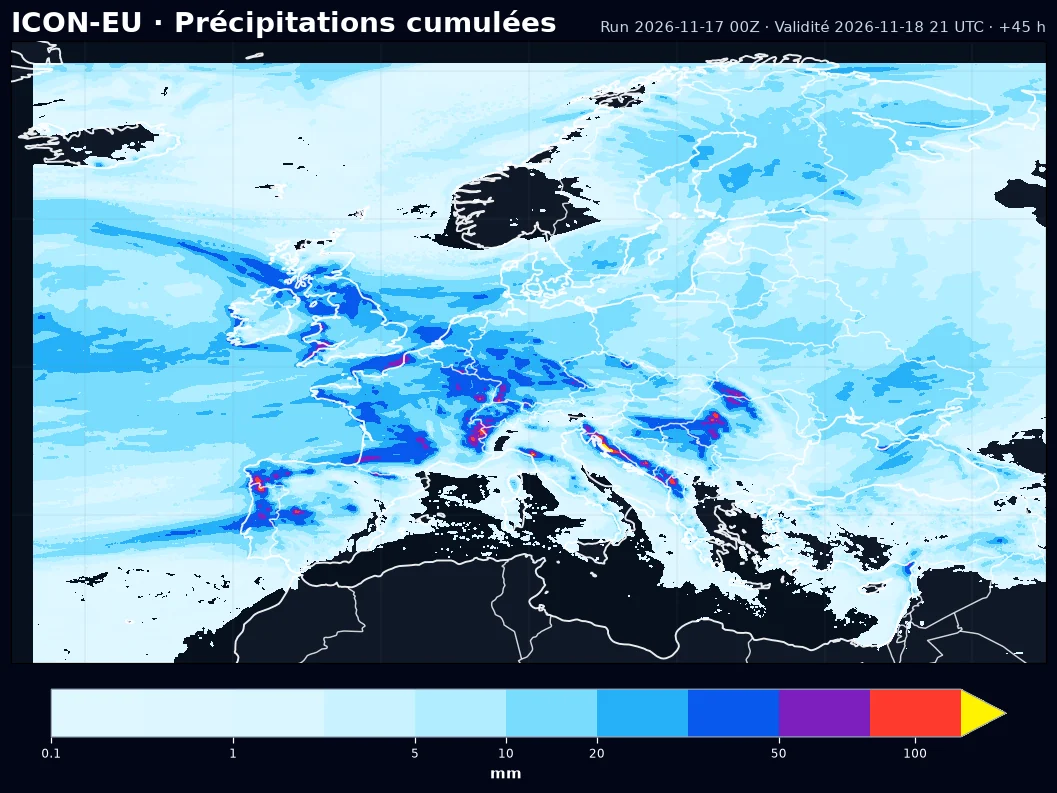 ICON-EU · Précipitations cumulées
Run 2026-11-17 00Z · Validité 2026-11-18 21 UTC · +45 h
0.1 1 5 10 20 50 100
mm